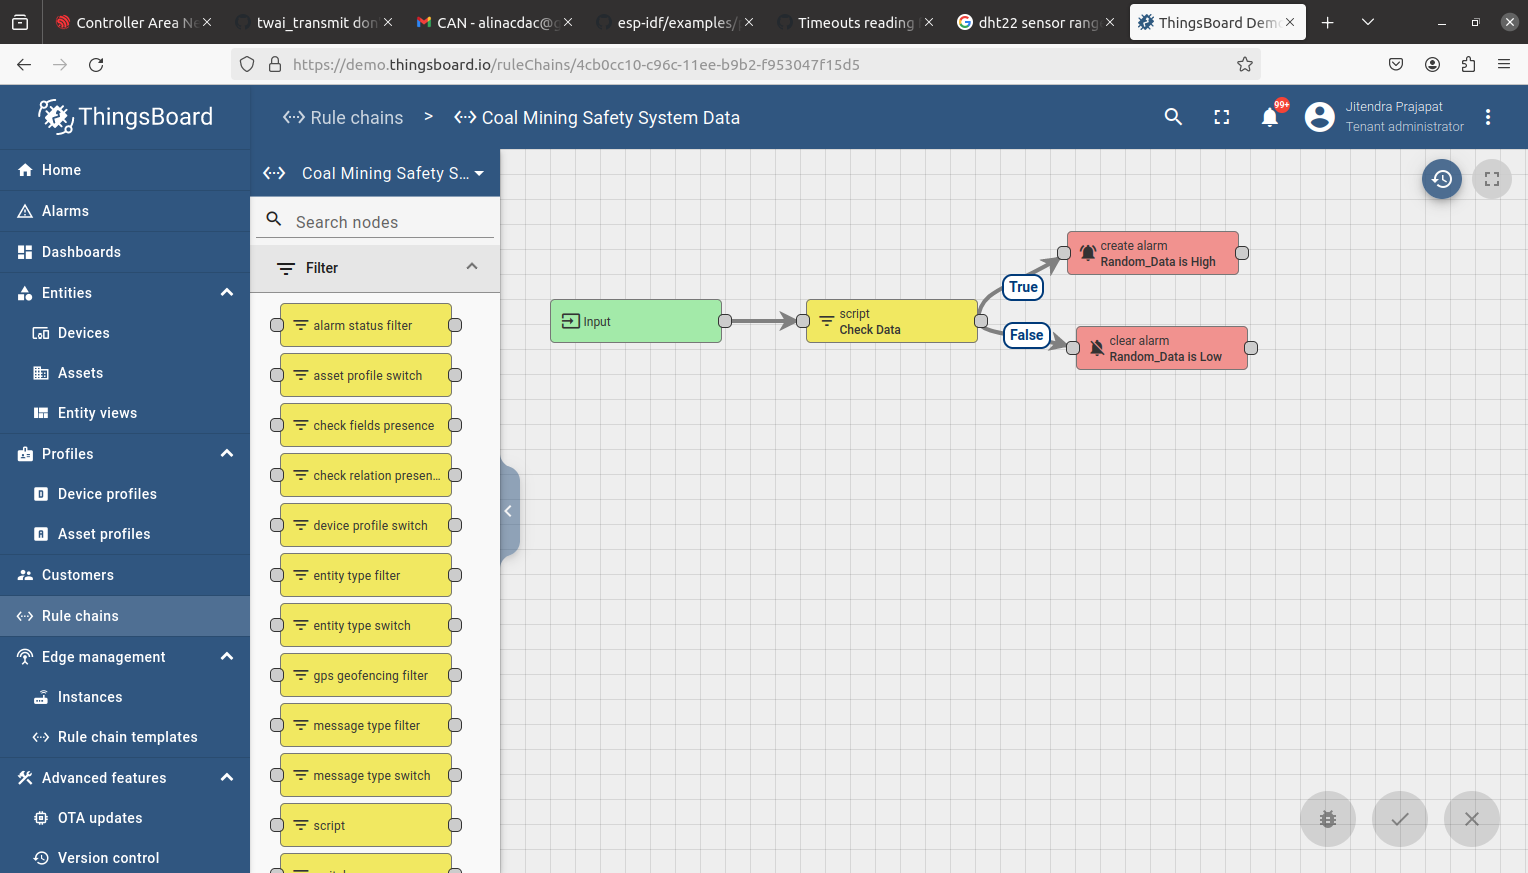 Controller Area Ne
twai_transmit don'
CAN - alinacdac@g
esp-idf/examples/p
Timeouts reading f
dht22 sensor rang
ThingsBoard Demo
https://demo.thingsboard.io/ruleChains/4cb0cc10-c96c-11ee-b9b2-f953047f15d5
ThingsBoard
Rule chains > Coal Mining Safety System Data
99+
Jitendra Prajapat
Tenant administrator
Home
Alarms
Dashboards
Entities
Devices
Assets
Entity views
Profiles
Device profiles
Asset profiles
Customers
Rule chains
Edge management
Instances
Rule chain templates
Advanced features
OTA updates
Version control
Coal Mining Safety S...
Search nodes
Filter
alarm status filter
asset profile switch
check fields presence
check relation presen...
device profile switch
entity type filter
entity type switch
gps geofencing filter
message type filter
message type switch
script
Input
script
Check Data
True
False
create alarm
Random_Data is High
clear alarm
Random_Data is Low